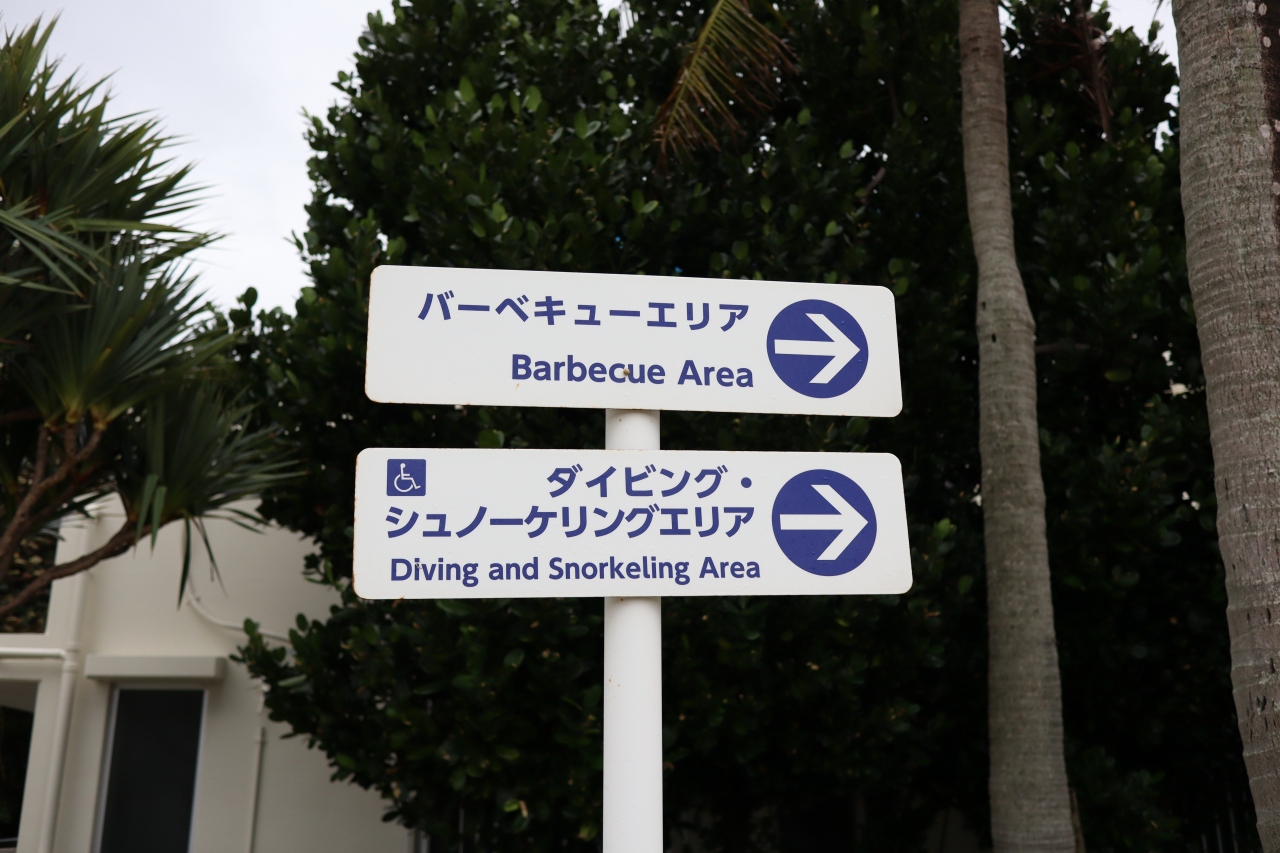 バーベキューエリア
Barbecue Area
ダイビング・
シュノーケリングエリア
Diving and Snorkeling Area